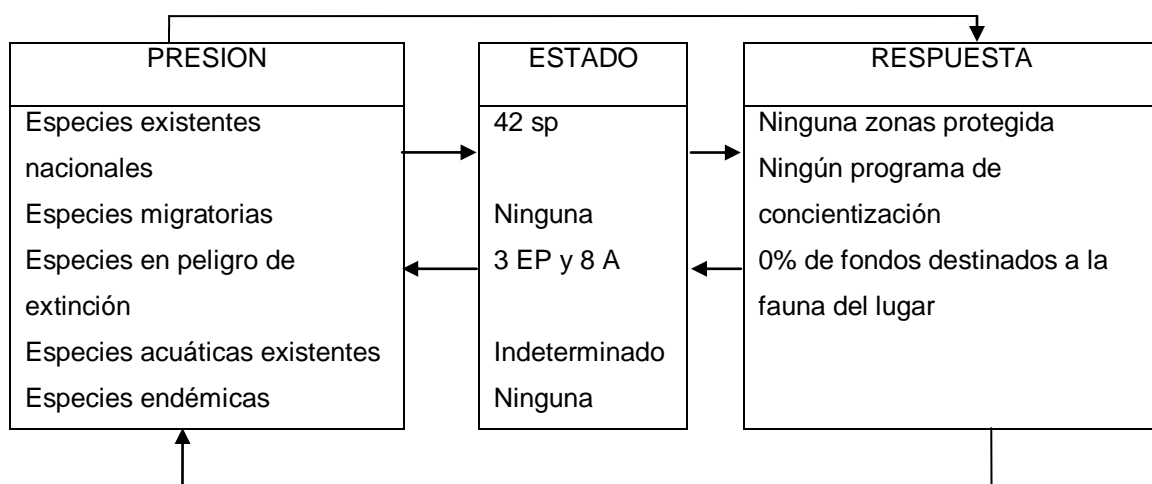 PRESION
Especies existentes
nacionales
Especies migratorias
Especies en peligro de
extinción
Especies acuáticas existentes
Especies endémicas
ESTADO
42 sp
Ninguna
3 EP y 8 A
Indeterminado
Ninguna
RESPUESTA
Ninguna zonas protegida
Ningún programa de
concientización
0% de fondos destinados a la
fauna del lugar